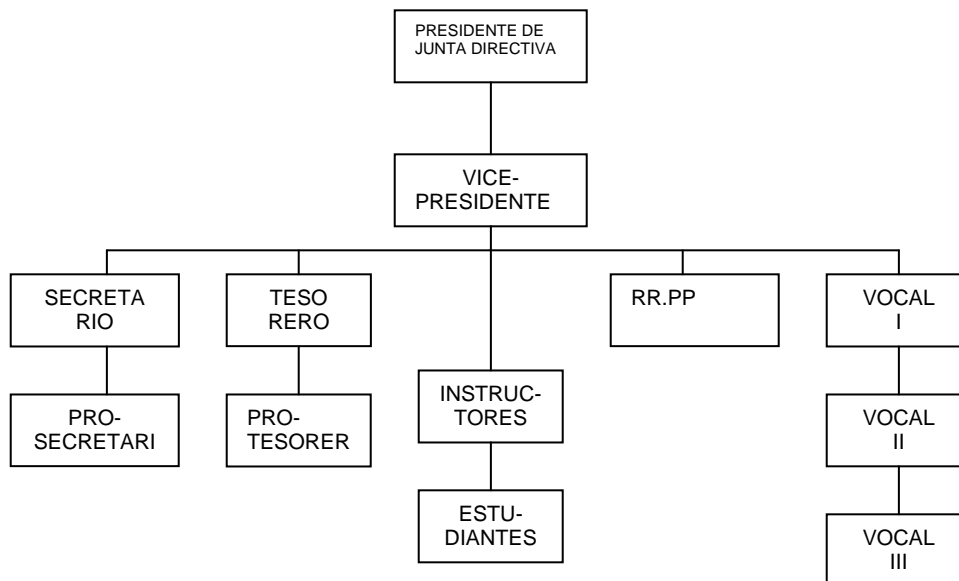 PRESIDENTE DE
JUNTA DIRECTIVA
VICE-
PRESIDENTE
SECRETA
RIO
TESO
RERO
RR.PP
VOCAL
I
PRO-
SECRETARI
PRO-
TESORER
INSTRUC-
TORES
VOCAL
II
ESTU-
DIANTES
VOCAL
III